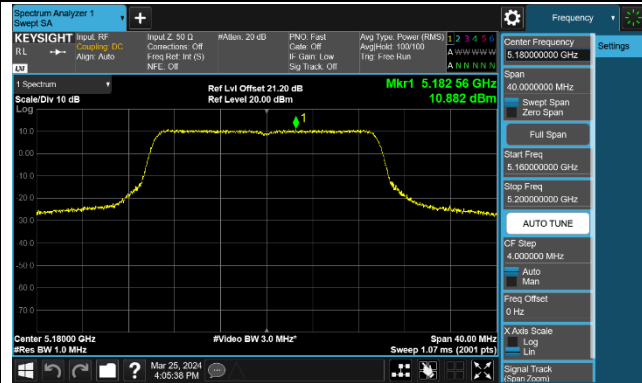 Spectrum Analyzer 1
Swept SA
Frequency
KEYSIGHT
RL
LXI
Input: RF
Coupling: DC
Align: Auto
Input Z: 50 Ω
Corrections: Off
Freq Ref: Int (S)
NFE: Off
#Atten: 20 dB
PNO: Fast
Gate: Off
IF Gain: Low
Sig Track: Off
Avg Type: Power (RMS)
Avg|Hold: 100/100
Trig: Free Run
1 2 3 4 5 6
A W W W W W
A N N N N N
1 Spectrum
Scale/Div 10 dB
Log
Ref Lvl Offset 21.20 dB
Ref Level 20.00 dBm
Mkr1 5.182 56 GHz
10.882 dBm
1
10.0
0.00
-10.0
-20.0
-30.0
-40.0
-50.0
-60.0
-70.0
Center 5.18000 GHz
#Res BW 1.0 MHz
#Video BW 3.0 MHz*
Span 40.00 MHz
Sweep 1.07 ms (2001 pts)
Center Frequency
5.180000000 GHz
Settings
Span
40.0000000 MHz
Swept Span
Zero Span
Full Span
Start Freq
5.160000000 GHz
Stop Freq
5.200000000 GHz
AUTO TUNE
CF Step
4.000000 MHz
Auto
Man
Freq Offset
0 Hz
X Axis Scale
Log
Lin
Signal Track
(Span Zoom)
Mar 25, 2024
4:05:38 PM